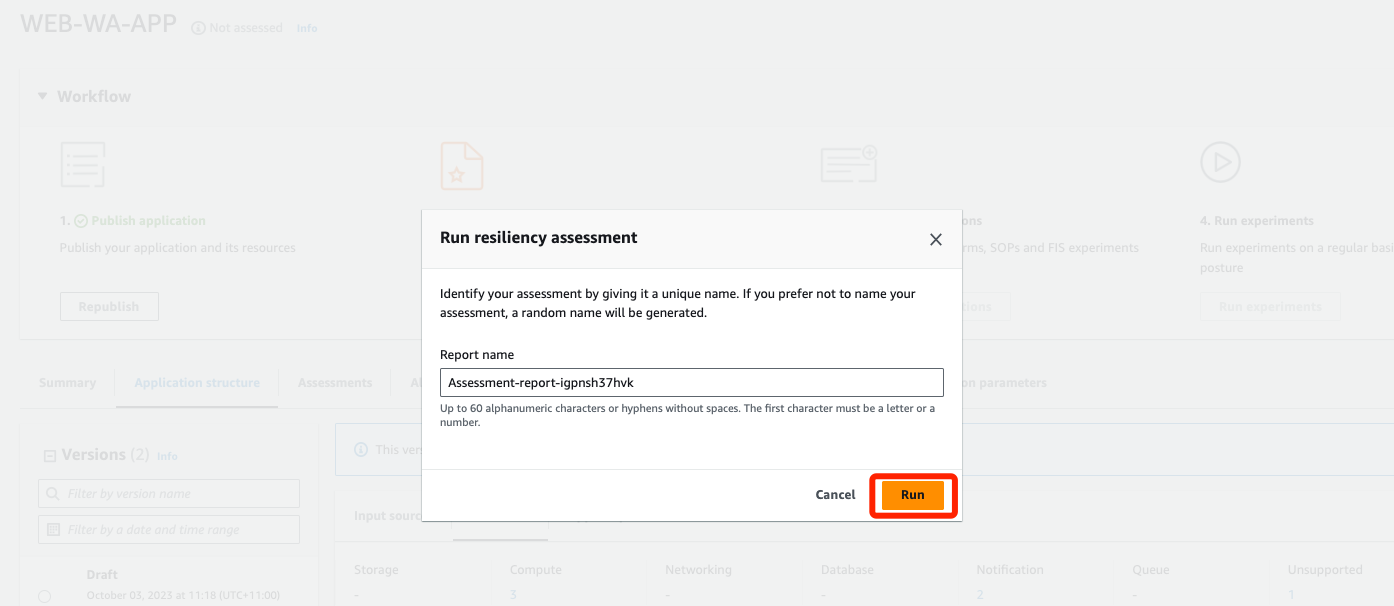 WEB-WA-APP Not assessed Info
Workflow
1. Publish application
Publish your application and its resources
Republish
4. Run experiments
rms, SOPs and FIS experiments
Run experiments on a regular basi
posture
Run experiments
Run resiliency assessment
Identify your assessment by giving it a unique name. If you prefer not to name your
assessment, a random name will be generated.
Report name
Assessment-report-igpnsh37hvk
Up to 60 alphanumeric characters or hyphens without spaces. The first character must be a letter or a
number.
Cancel
Run
Summary
Application structure
Assessments
on parameters
Versions (2) Info
Filter by version name
Filter by a date and time range
Draft
October 03, 2023 at 11:18 (UTC+11:00)
This ver
Input sourc
Storage
Compute
Networking
Database
Notification
Queue
Unsupported
-
3
-
-
2
-
1